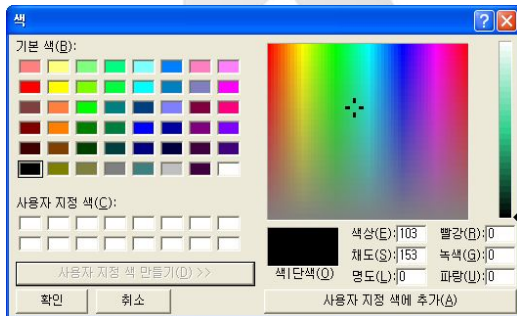 색
기본 색(B):
사용자 지정 색(C):
사용자 지정 색 만들기(D) >>
확인 취소
색|단색(O)
색상(E): 103 빨강(R): 0
채도(S): 153 녹색(G): 0
명도(L): 0 파랑(U): 0
사용자 지정 색에 추가(A)